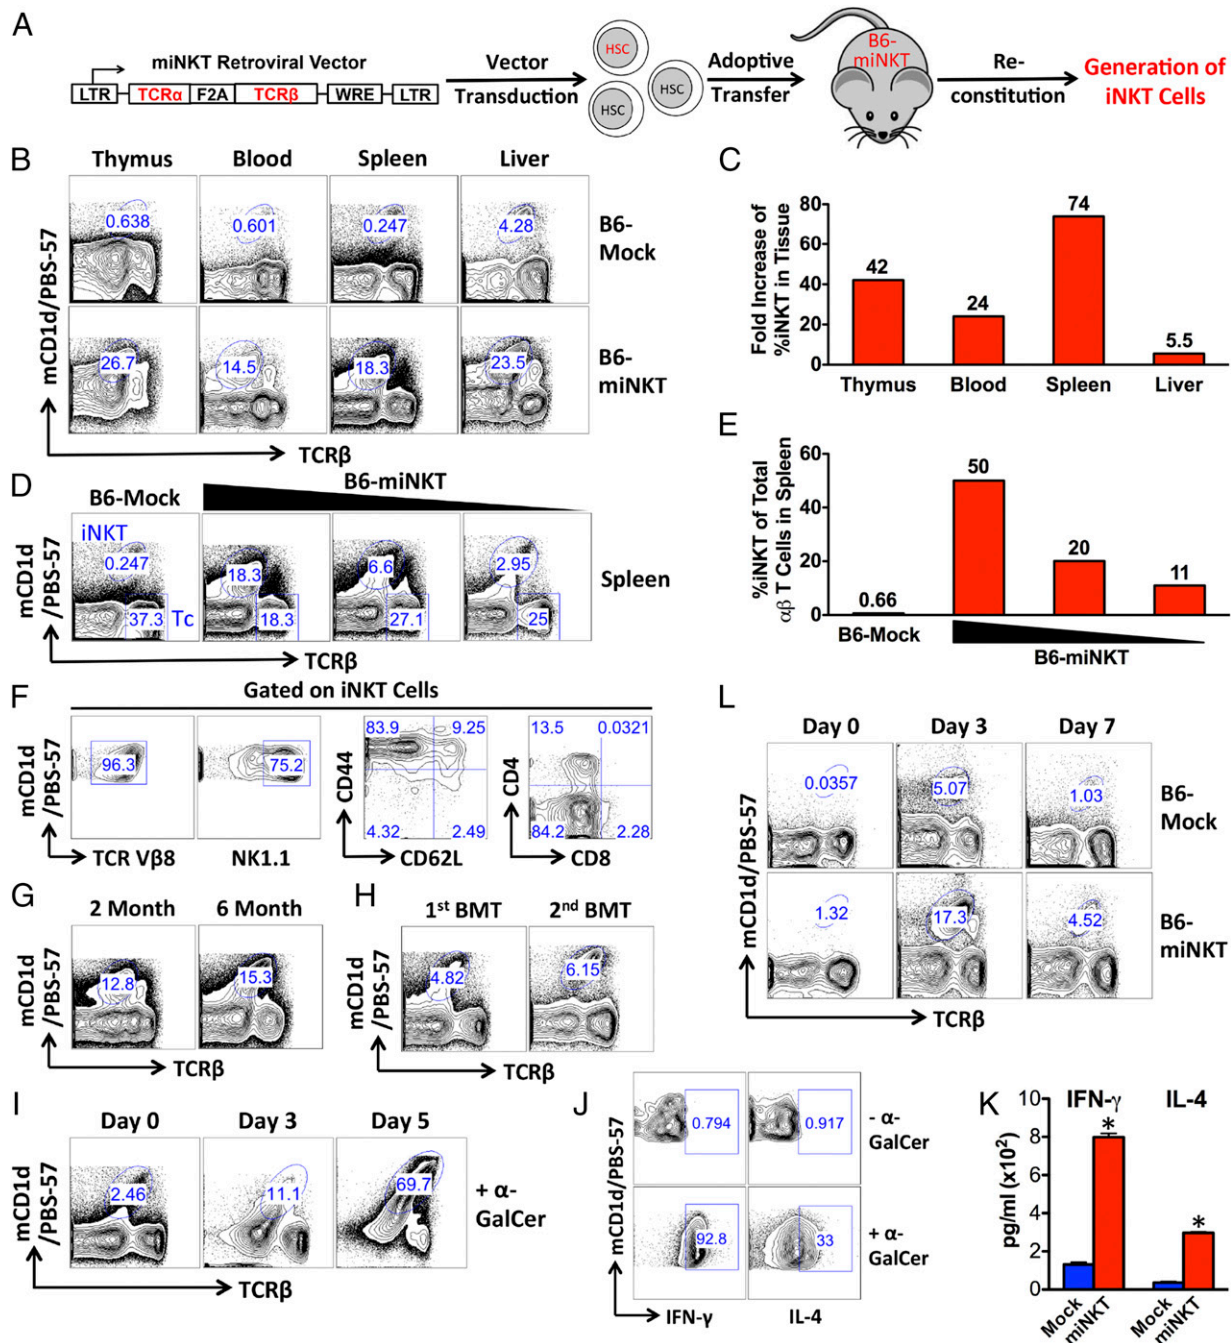 A
miNKT Retroviral Vector
LTR TCRα F2A TCRβ WRE LTR
Vector
Transduction
HSC
HSC
HSC
Adoptive
Transfer
B6-
miNKT
Re-
constitution
Generation of
iNKT Cells
B
Thymus Blood Spleen Liver
mCD1d/PBS-57
0.638 0.601 0.247 4.28
B6-
Mock
26.7 14.5 18.3 23.5
B6-
miNKT
TCRβ
C
Fold Increase of
%iNKT in Tissue
80
60
40
20
0
42 24 74 5.5
Thymus Blood Spleen Liver
D
B6-Mock B6-miNKT
mCD1d
/PBS-57
iNKT
0.247 18.3 6.6 2.95
37.3 Tc 18.3 27.1 25
Spleen
TCRβ
E
%iNKT of Total
αβ T Cells in Spleen
60
40
20
0
0.66 50 20 11
B6-Mock
B6-miNKT
F
Gated on iNKT Cells
mCD1d
/PBS-57
96.3
TCR Vβ8
75.2
NK1.1
CD44
83.9 9.25
4.32 2.49
CD62L
CD4
13.5 0.0321
84.2 2.28
CD8
G
2 Month 6 Month
mCD1d
/PBS-57
12.8 15.3
TCRβ
H
1st BMT 2nd BMT
mCD1d
/PBS-57
4.82 6.15
TCRβ
L
Day 0 Day 3 Day 7
mCD1d/PBS-57
0.0357 5.07 1.03
B6-
Mock
1.32 17.3 4.52
B6-
miNKT
TCRβ
I
Day 0 Day 3 Day 5
mCD1d
/PBS-57
2.46 11.1 69.7
+ α-
GalCer
TCRβ
J
mCD1d/PBS-57
0.794 0.917
- α-
GalCer
92.8 33
+ α-
GalCer
IFN-γ IL-4
K
IFN-γ IL-4
pg/ml (x10²)
10
8
6
4
2
0
* *
Mock miNKT Mock miNKT